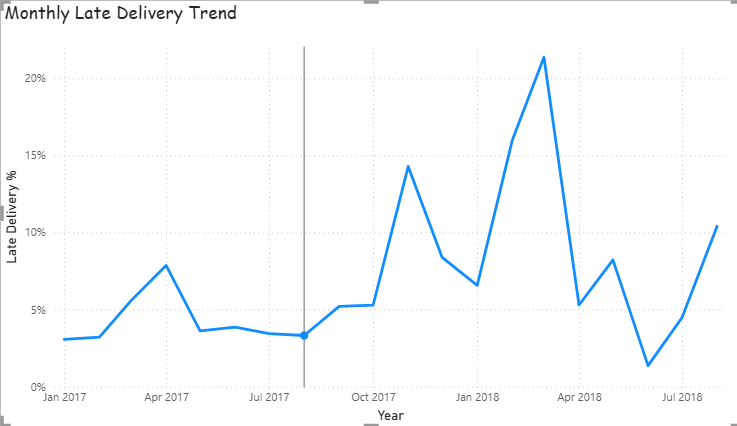 Monthly Late Delivery Trend
20%
15%
10%
5%
0%
Late Delivery %
Jan 2017 Apr 2017 Jul 2017 Oct 2017 Jan 2018 Apr 2018 Jul 2018
Year